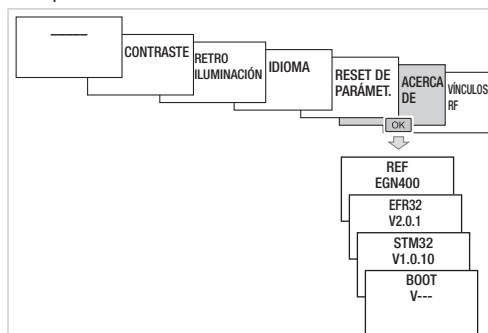 CONTRASTE
RETRO
ILUMINACIÓN
IDIOMA
RESET DE
PARÁMET.
ACERCA
DE
VÍNCULOS
RF
OK
REF
EGN400
EFR32
V2.0.1
STM32
V1.0.10
BOOT
V---